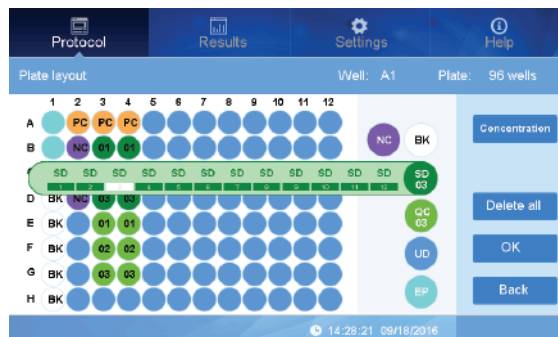 Protocol Results Settings Help
Plate layout Well: A1 Plate: 96 wells
1 2 3 4 5 6 7 8 9 10 11 12
A PC PC PC
B NC 01 01 NC BK Concentration
SD SD SD SD SD SD SD SD SD SD SD SD SD 03
1 2 3 4 5 6 7 8 9 10 11 12
D BK NC 03 03 Delete all
E BK 01 01 QC 03
F BK 02 02 UD OK
G BK 03 03 EP Back
H BK
14:28:21 09/18/2016